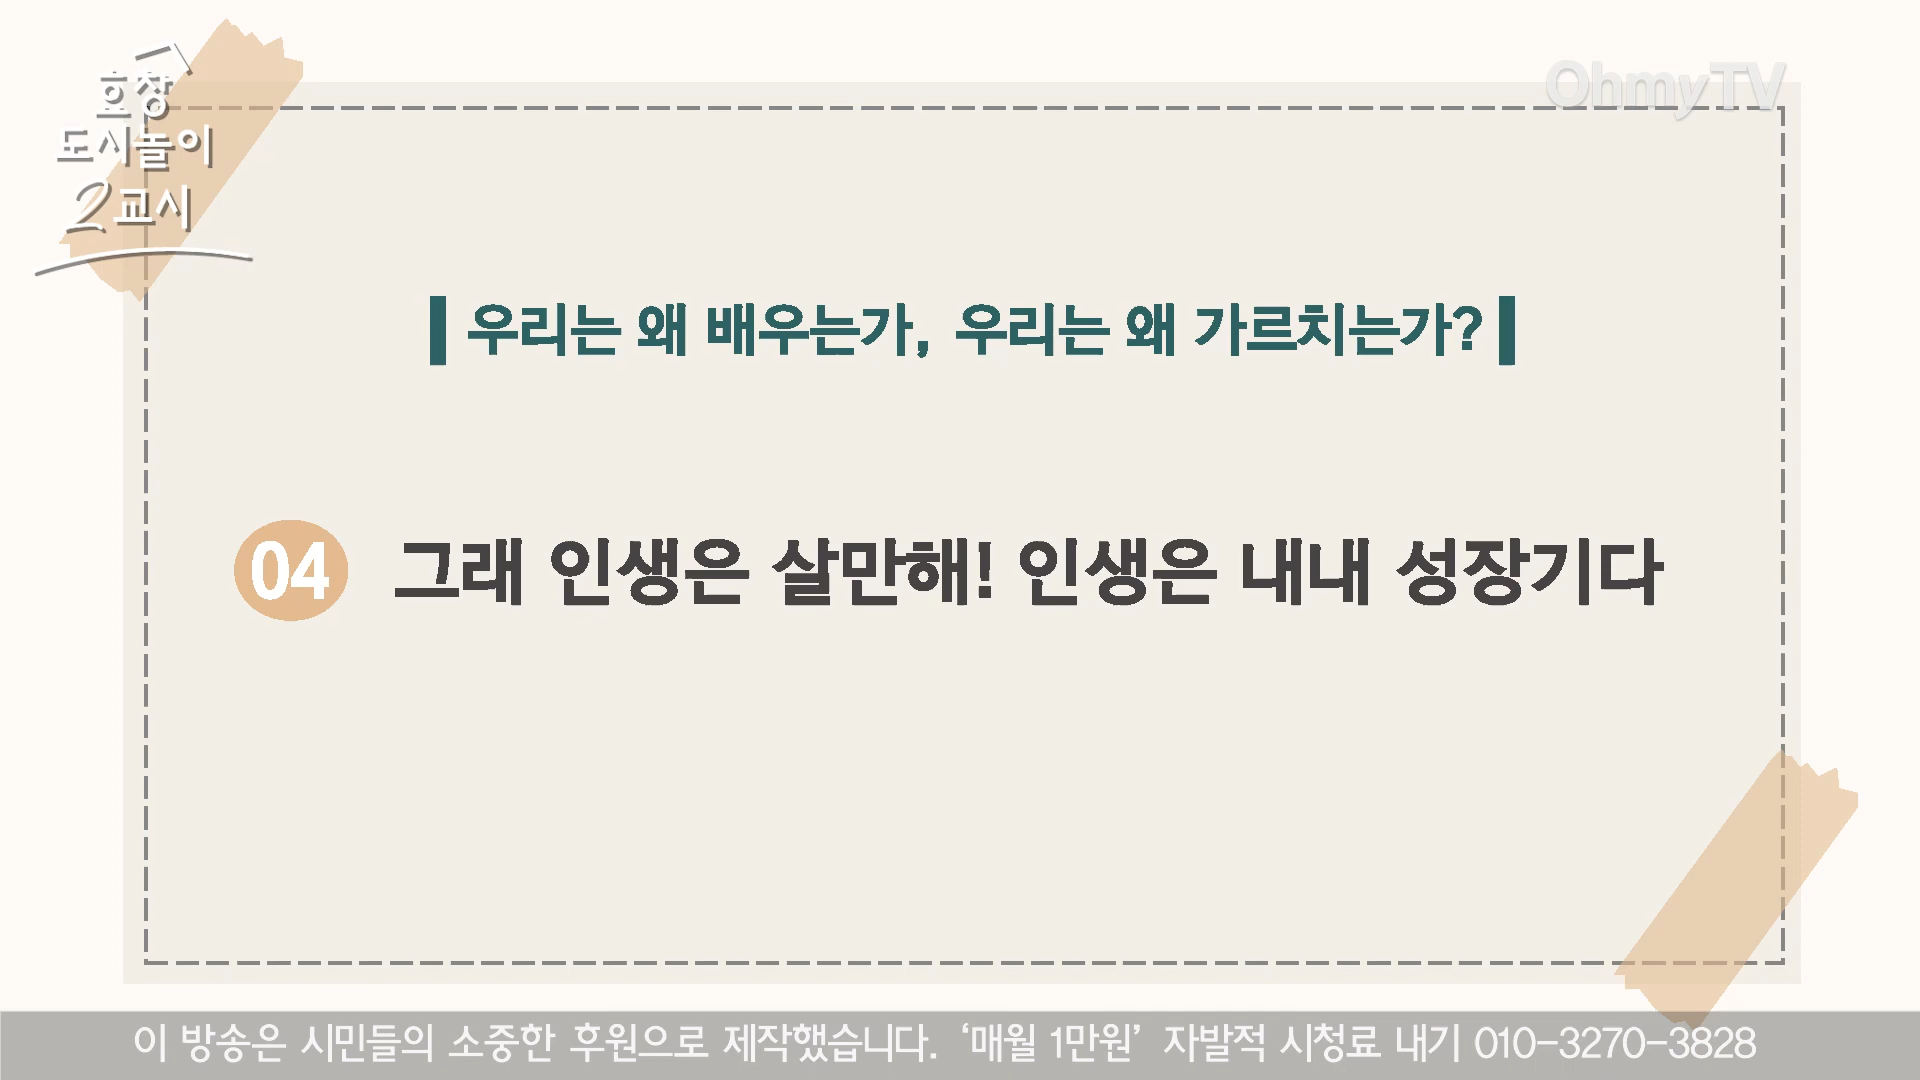 호창
도시놀이
2교시
OhmyTV
우리는 왜 배우는가, 우리는 왜 가르치는가?
04 그래 인생은 살만해! 인생은 내내 성장기다
이 방송은 시민들의 소중한 후원으로 제작했습니다. ‘매월 1만원’ 자발적 시청료 내기 010-3270-3828